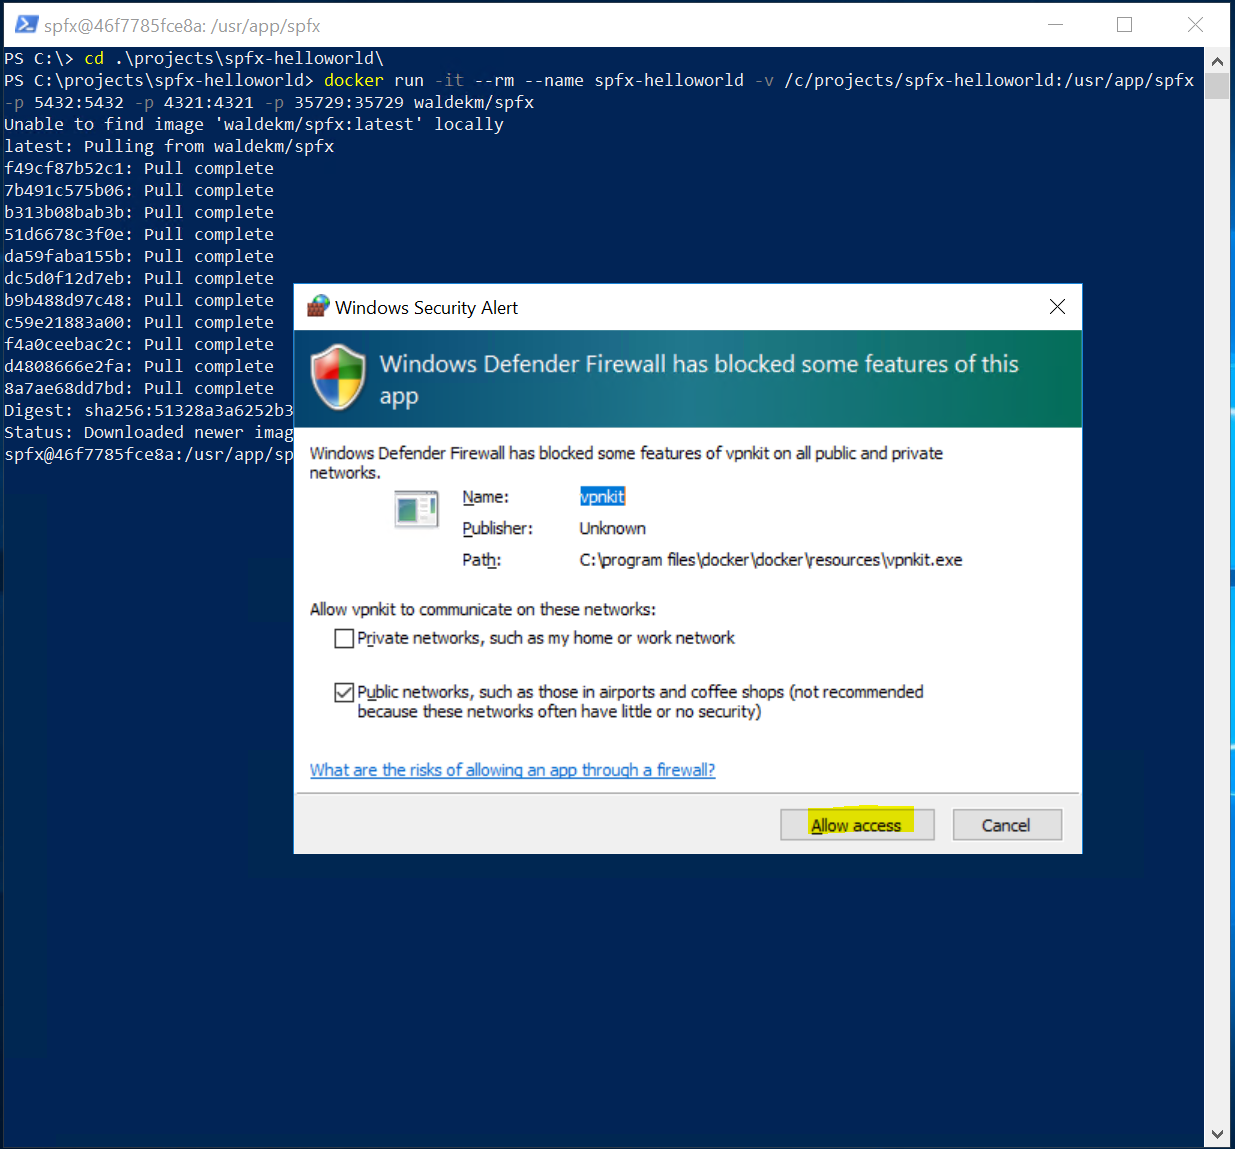 spfx@46f7785fce8a: /usr/app/spfx
PS C:\> cd .\projects\spfx-helloworld\
PS C:\projects\spfx-helloworld> docker run -it --rm --name spfx-helloworld -v /c/projects/spfx-helloworld:/usr/app/spfx
-p 5432:5432 -p 4321:4321 -p 35729:35729 waldekm/spfx
Unable to find image 'waldekm/spfx:latest' locally
latest: Pulling from waldekm/spfx
f49cf87b52c1: Pull complete
7b491c575b06: Pull complete
b313b08bab3b: Pull complete
51d6678c3f0e: Pull complete
da59faba155b: Pull complete
dc5d0f12d7eb: Pull complete
b9b488d97c48: Pull complete
c59e21883a00: Pull complete
f4a0ceebac2c: Pull complete
d4808666e2fa: Pull complete
8a7ae68dd7bd: Pull complete
Digest: sha256:51328a3a6252b3
Status: Downloaded newer imag
spfx@46f7785fce8a:/usr/app/sp
Windows Security Alert
Windows Defender Firewall has blocked some features of this
app
Windows Defender Firewall has blocked some features of vpnkit on all public and private
networks.
Name: vpnkit
Publisher: Unknown
Path: C:\program files\docker\docker\resources\vpnkit.exe
Allow vpnkit to communicate on these networks:
Private networks, such as my home or work network
Public networks, such as those in airports and coffee shops (not recommended
because these networks often have little or no security)
What are the risks of allowing an app through a firewall?
Allow access Cancel